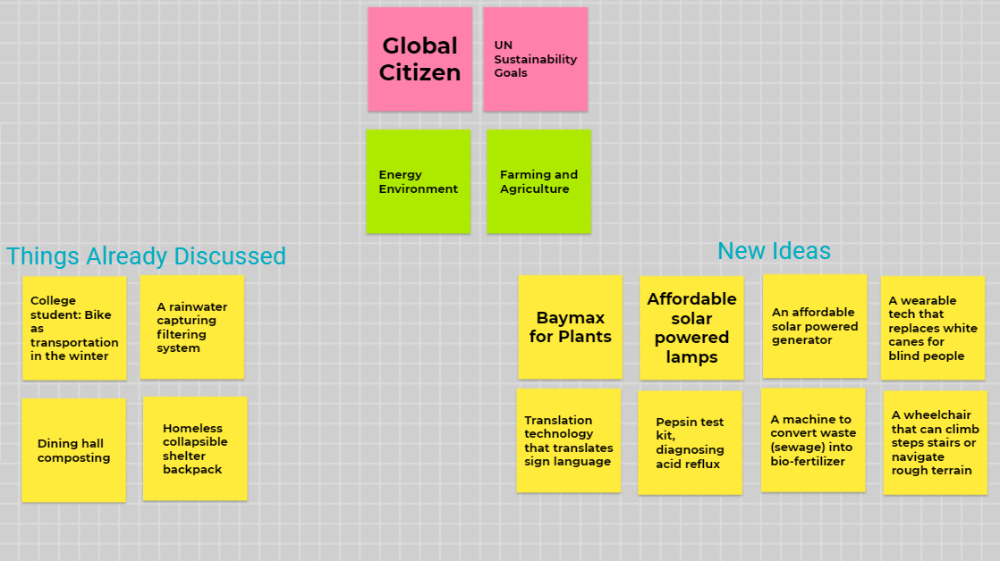 Global
Citizen
UN
Sustainability
Goals
Energy
Environment
Farming and
Agriculture
Things Already Discussed
College
student: Bike
as
transportation
in the winter
A rainwater
capturing
filtering
system
Dining hall
composting
Homeless
collapsible
shelter
backpack
New Ideas
Baymax
for Plants
Affordable
solar
powered
lamps
An affordable
solar powered
generator
A wearable
tech that
replaces white
canes for
blind people
Translation
technology
that translates
sign language
Pepsin test
kit,
diagnosing
acid reflux
A machine to
convert waste
(sewage) into
bio-fertilizer
A wheelchair
that can climb
steps stairs or
navigate
rough terrain